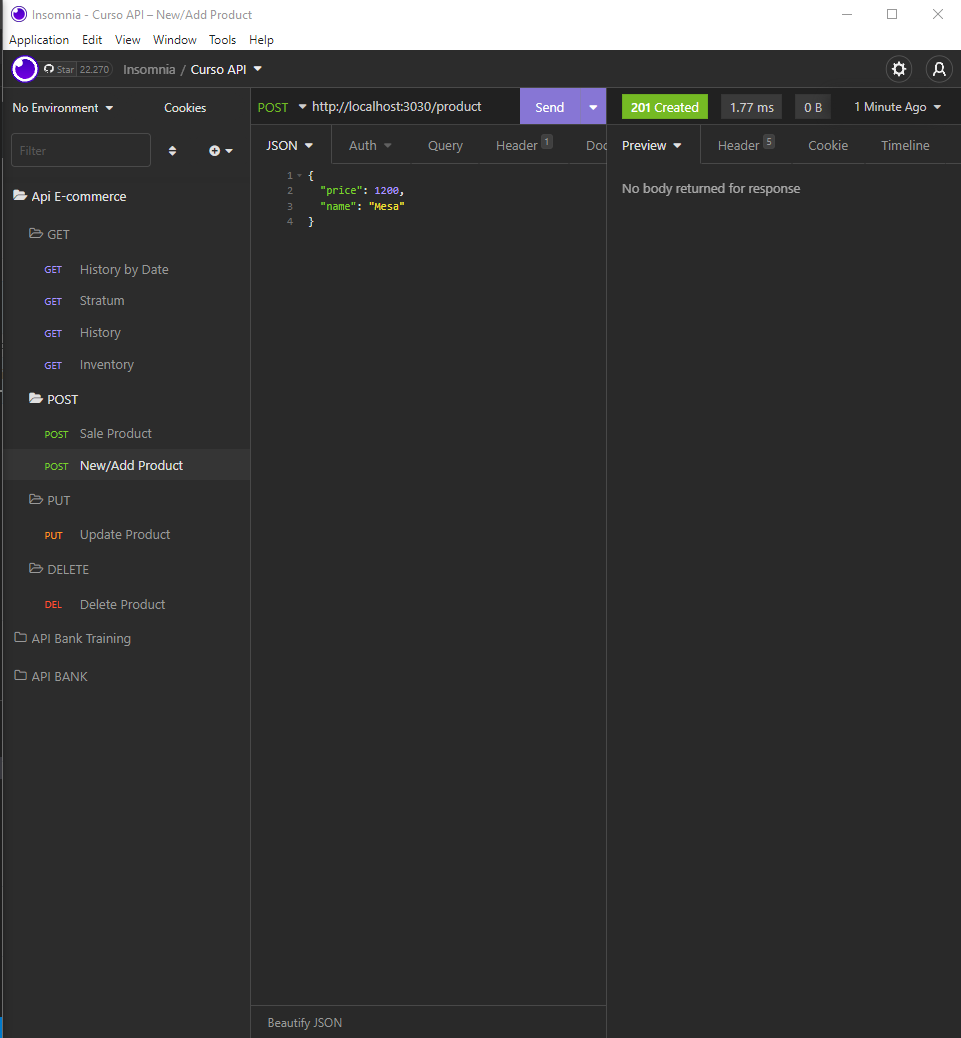 Insomnia - Curso API – New/Add Product
Application Edit View Window Tools Help
Star 22.270 Insomnia / Curso API
No Environment Cookies
Filter
Api E-commerce
GET
GET History by Date
GET Stratum
GET History
GET Inventory
POST
POST Sale Product
POST New/Add Product
PUT
PUT Update Product
DELETE
DEL Delete Product
API Bank Training
API BANK
POST http://localhost:3030/product Send
JSON Auth Query Header 1 Doc
1 {
2 "price": 1200,
3 "name": "Mesa"
4 }
Beautify JSON
201 Created 1.77 ms 0 B 1 Minute Ago
Preview Header 5 Cookie Timeline
No body returned for response